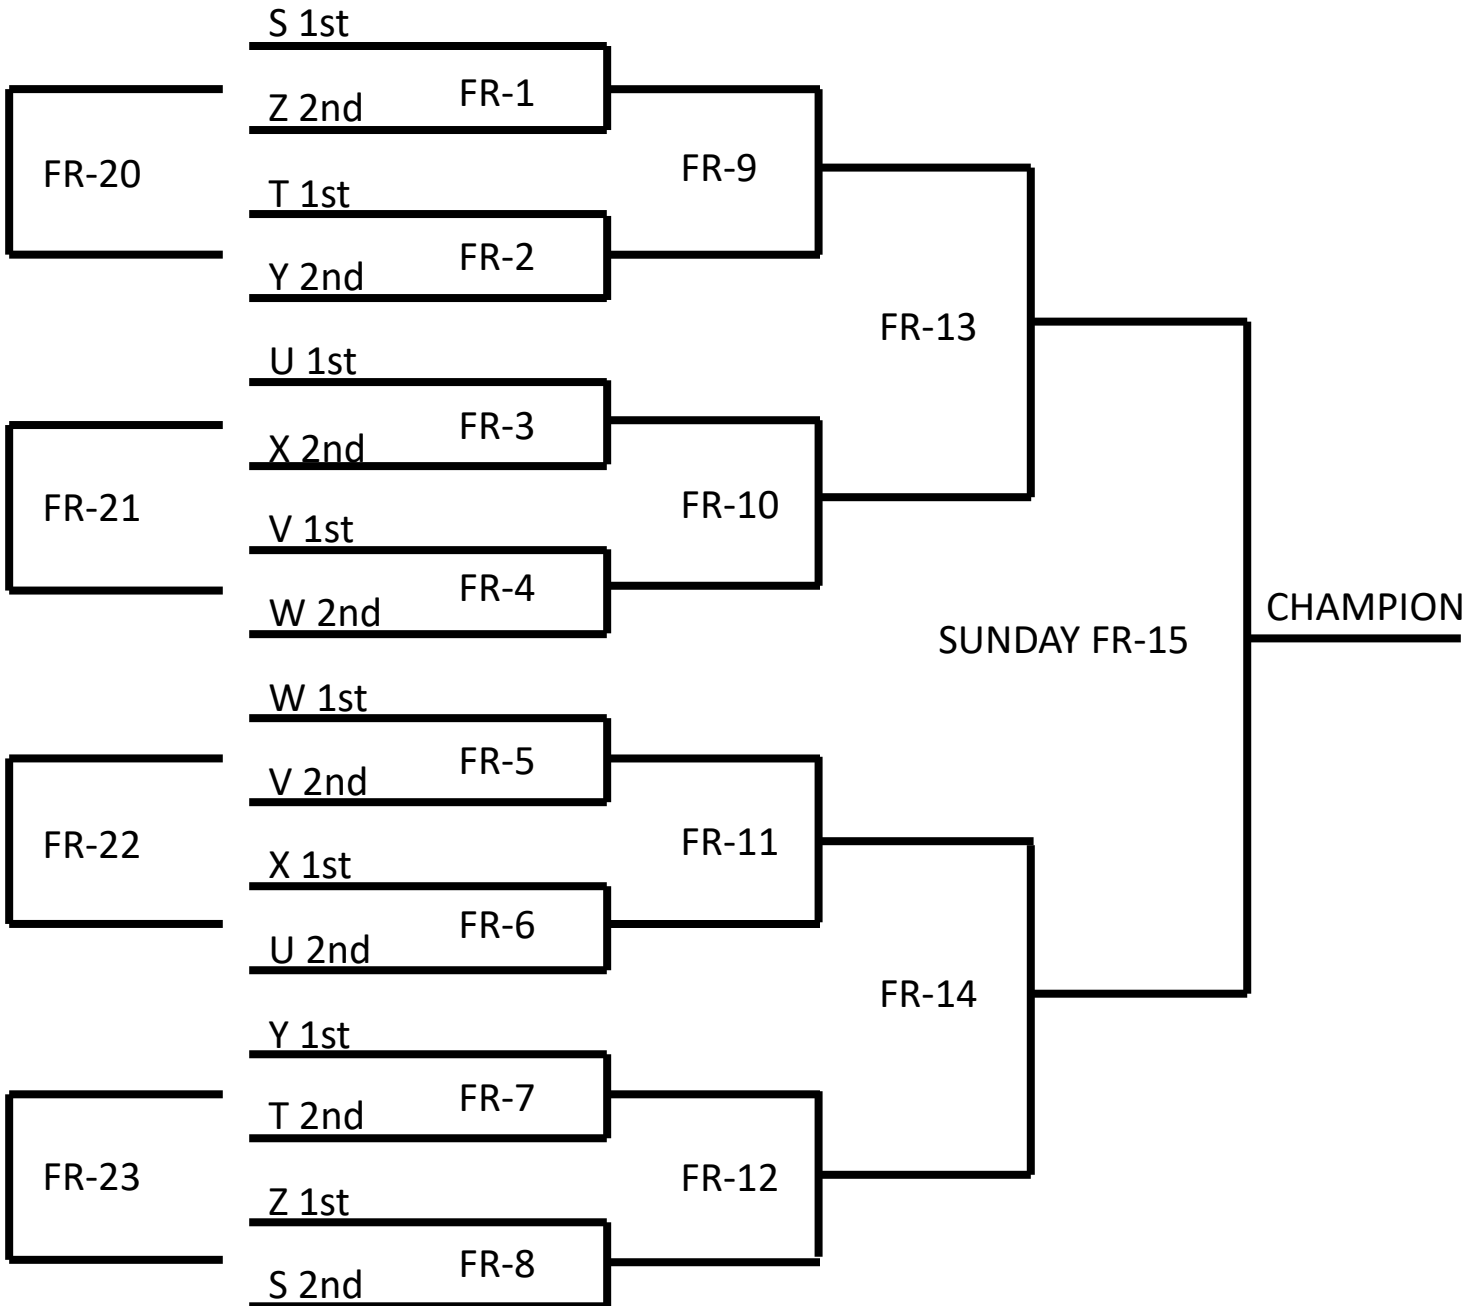 S 1st
FR-1
Z 2nd
FR-20
FR-9
T 1st
FR-2
Y 2nd
FR-13
U 1st
FR-3
X 2nd
FR-21
FR-10
V 1st
FR-4
W 2nd
CHAMPION
SUNDAY FR-15
W 1st
FR-5
V 2nd
FR-22
FR-11
X 1st
FR-6
U 2nd
FR-14
Y 1st
FR-7
T 2nd
FR-23
FR-12
Z 1st
FR-8
S 2nd